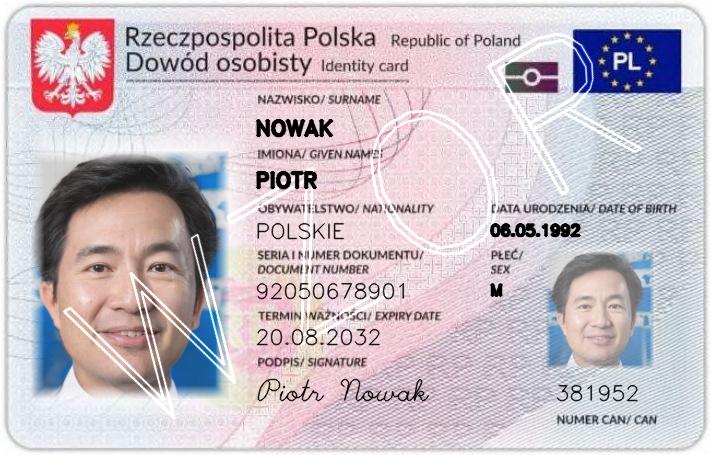 Rzeczpospolita Polska Republic of Poland
Dowód osobisty Identity card
PL
NAZWISKO/ SURNAME
NOWAK
IMIONA/ GIVEN NAMES
PIOTR
OBYWATELSTWO/ NATIONALITY
POLSKIE
DATA URODZENIA/ DATE OF BIRTH
06.05.1992
SERIA I NUMER DOKUMENTU/
DOCUMENT NUMBER
92050678901
PŁEĆ/
SEX
M
TERMIN WAŻNOŚCI/ EXPIRY DATE
20.08.2032
PODPIS/ SIGNATURE
Piotr Nowak
381952
NUMER CAN/ CAN
WZOR